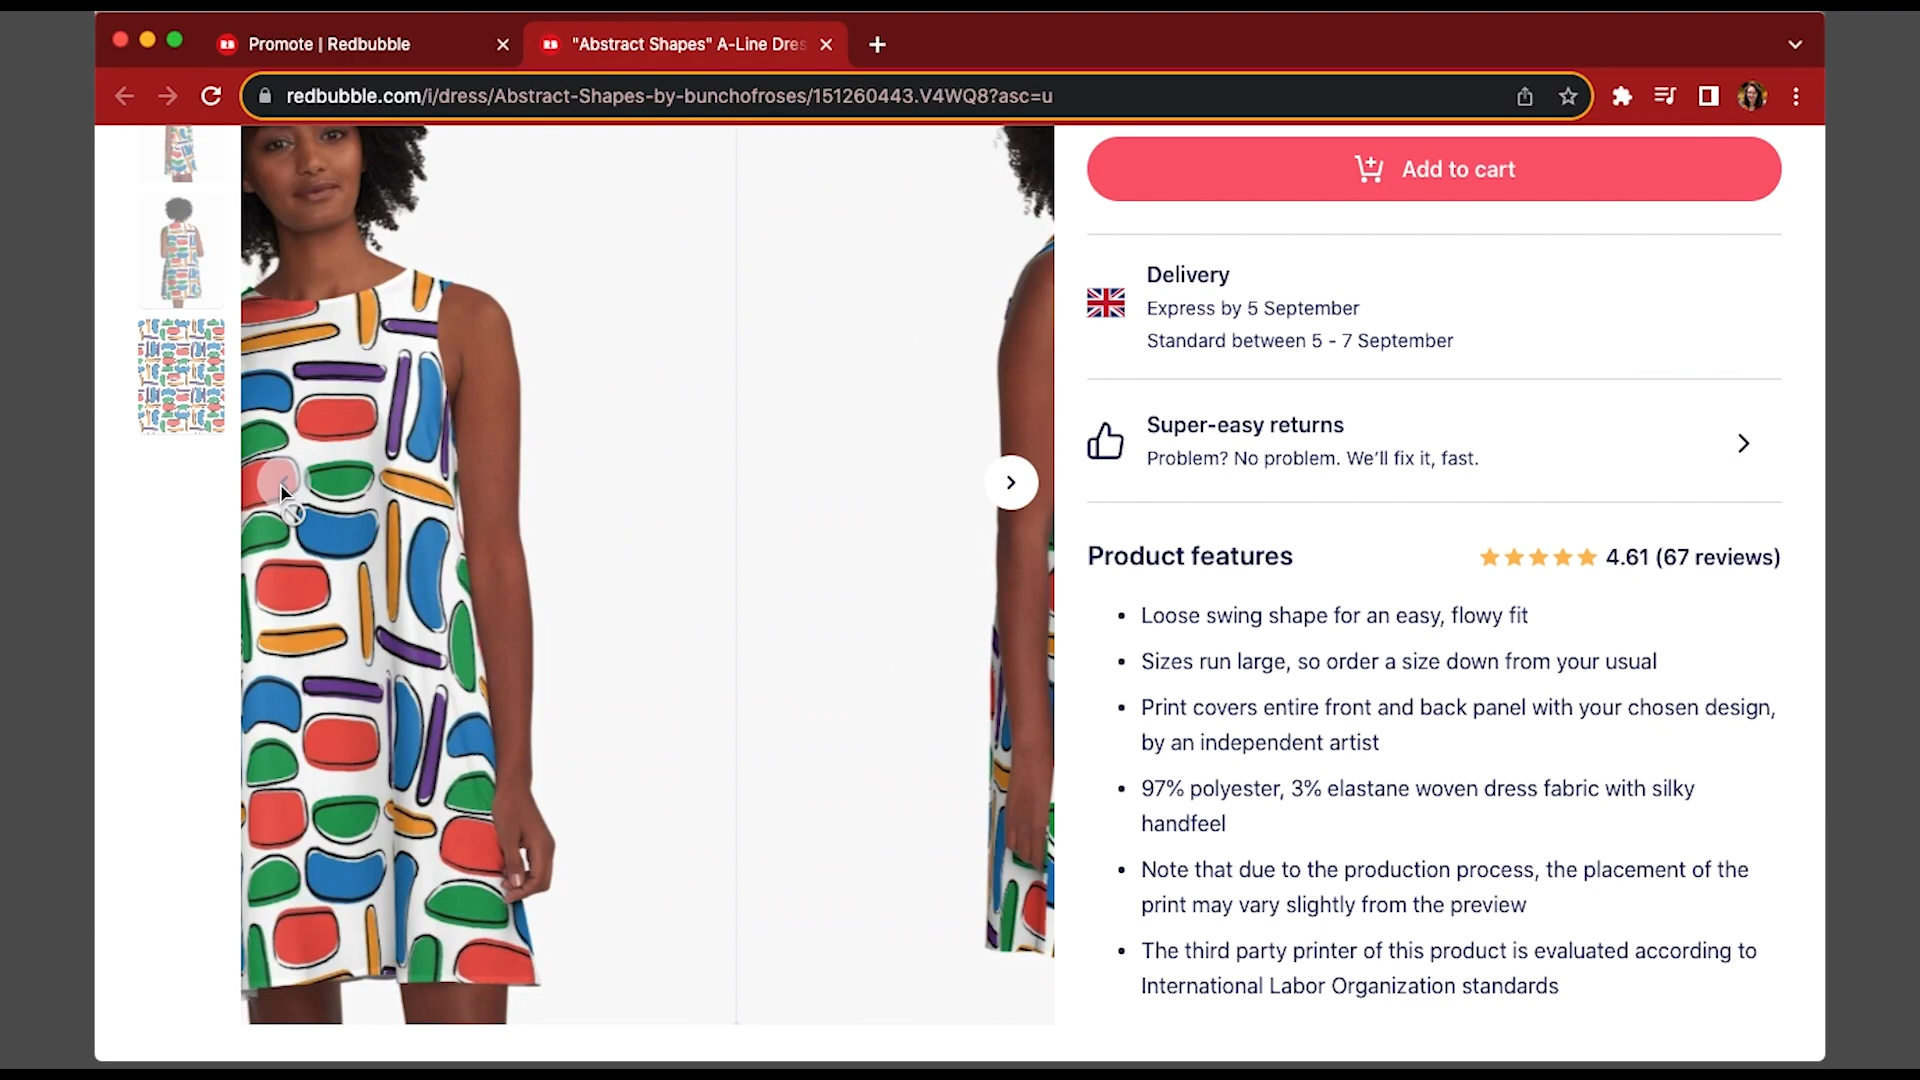 RB Promote | Redbubble
RB "Abstract Shapes" A-Line Dres
redbubble.com/i/dress/Abstract-Shapes-by-bunchofroses/151260443.V4WQ8?asc=u
Add to cart
Delivery
Express by 5 September
Standard between 5 - 7 September
Super-easy returns
Problem? No problem. We'll fix it, fast.
Product features
4.61 (67 reviews)
Loose swing shape for an easy, flowy fit
Sizes run large, so order a size down from your usual
Print covers entire front and back panel with your chosen design,
by an independent artist
97% polyester, 3% elastane woven dress fabric with silky
handfeel
Note that due to the production process, the placement of the
print may vary slightly from the preview
The third party printer of this product is evaluated according to
International Labor Organization standards